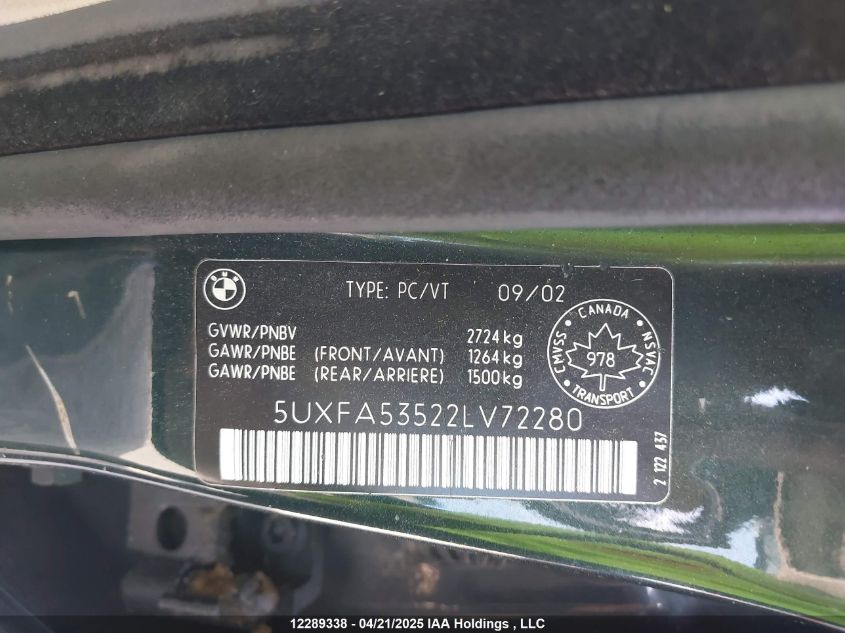 BMW
TYPE: PC/VT 09/02
GVWR/PNBV 2724kg
GAWR/PNBE (FRONT/AVANT) 1264kg
GAWR/PNBE (REAR/ARRIERE) 1500kg
CANADA
CMVSS 978 NSVAC
TRANSPORT
5UXFA53522LV72280
2 122 437
12289338 - 04/21/2025 IAA Holdings , LLC